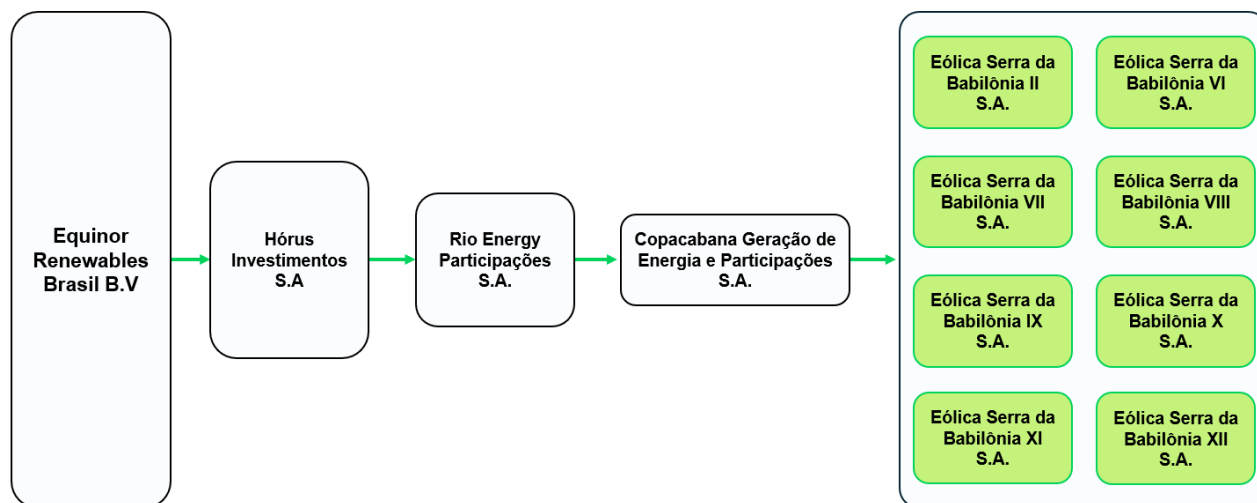 Equinor
Renewables
Brasil B.V
Hórus
Investimentos
S.A
Rio Energy
Participações
S.A.
Copacabana Geração de
Energia e Participações
S.A.
Eólica Serra da
Babilônia II
S.A.
Eólica Serra da
Babilônia VI
S.A.
Eólica Serra da
Babilônia VII
S.A.
Eólica Serra da
Babilônia VIII
S.A.
Eólica Serra da
Babilônia IX
S.A.
Eólica Serra da
Babilônia X
S.A.
Eólica Serra da
Babilônia XI
S.A.
Eólica Serra da
Babilônia XII
S.A.